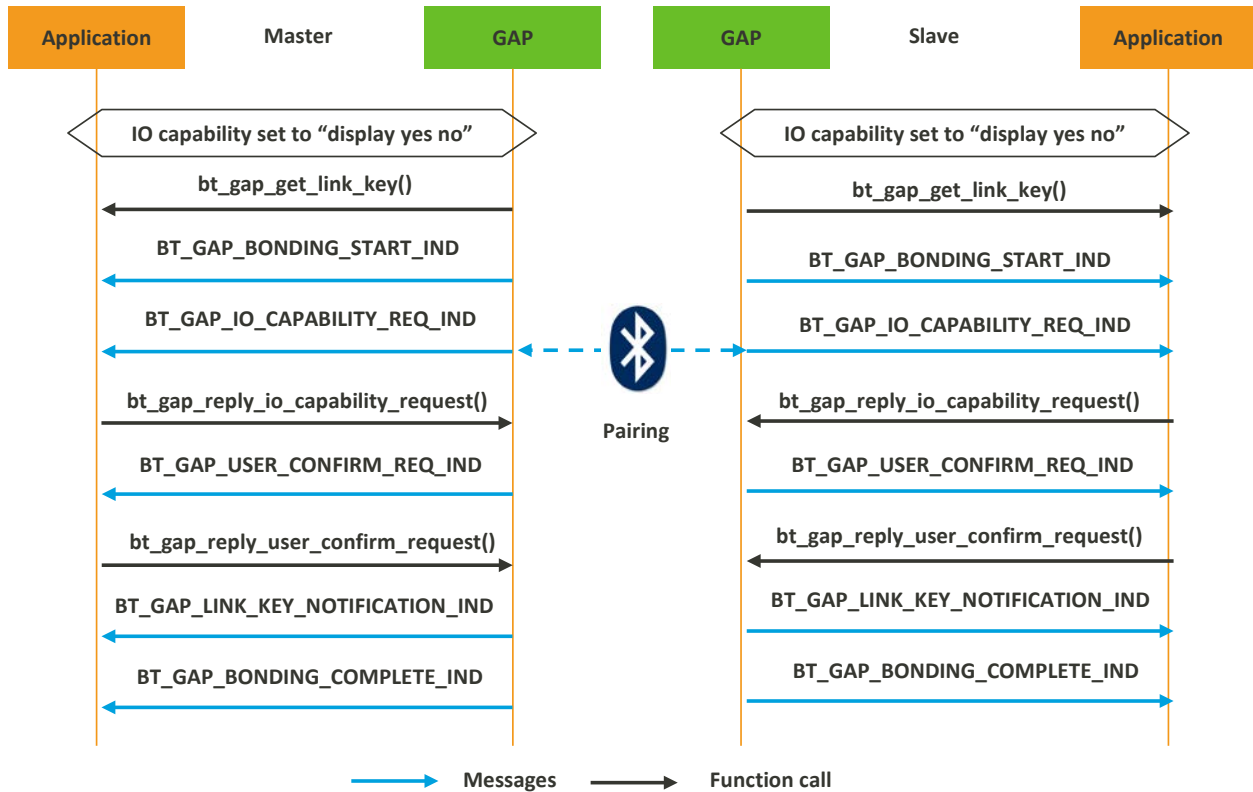 Application
Master
GAP
GAP
Slave
Application
IO capability set to “display yes no”
IO capability set to “display yes no”
bt_gap_get_link_key()
bt_gap_get_link_key()
BT_GAP_BONDING_START_IND
BT_GAP_BONDING_START_IND
BT_GAP_IO_CAPABILITY_REQ_IND
BT_GAP_IO_CAPABILITY_REQ_IND
bt_gap_reply_io_capability_request()
bt_gap_reply_io_capability_request()
Pairing
BT_GAP_USER_CONFIRM_REQ_IND
BT_GAP_USER_CONFIRM_REQ_IND
bt_gap_reply_user_confirm_request()
bt_gap_reply_user_confirm_request()
BT_GAP_LINK_KEY_NOTIFICATION_IND
BT_GAP_LINK_KEY_NOTIFICATION_IND
BT_GAP_BONDING_COMPLETE_IND
BT_GAP_BONDING_COMPLETE_IND
Messages
Function call